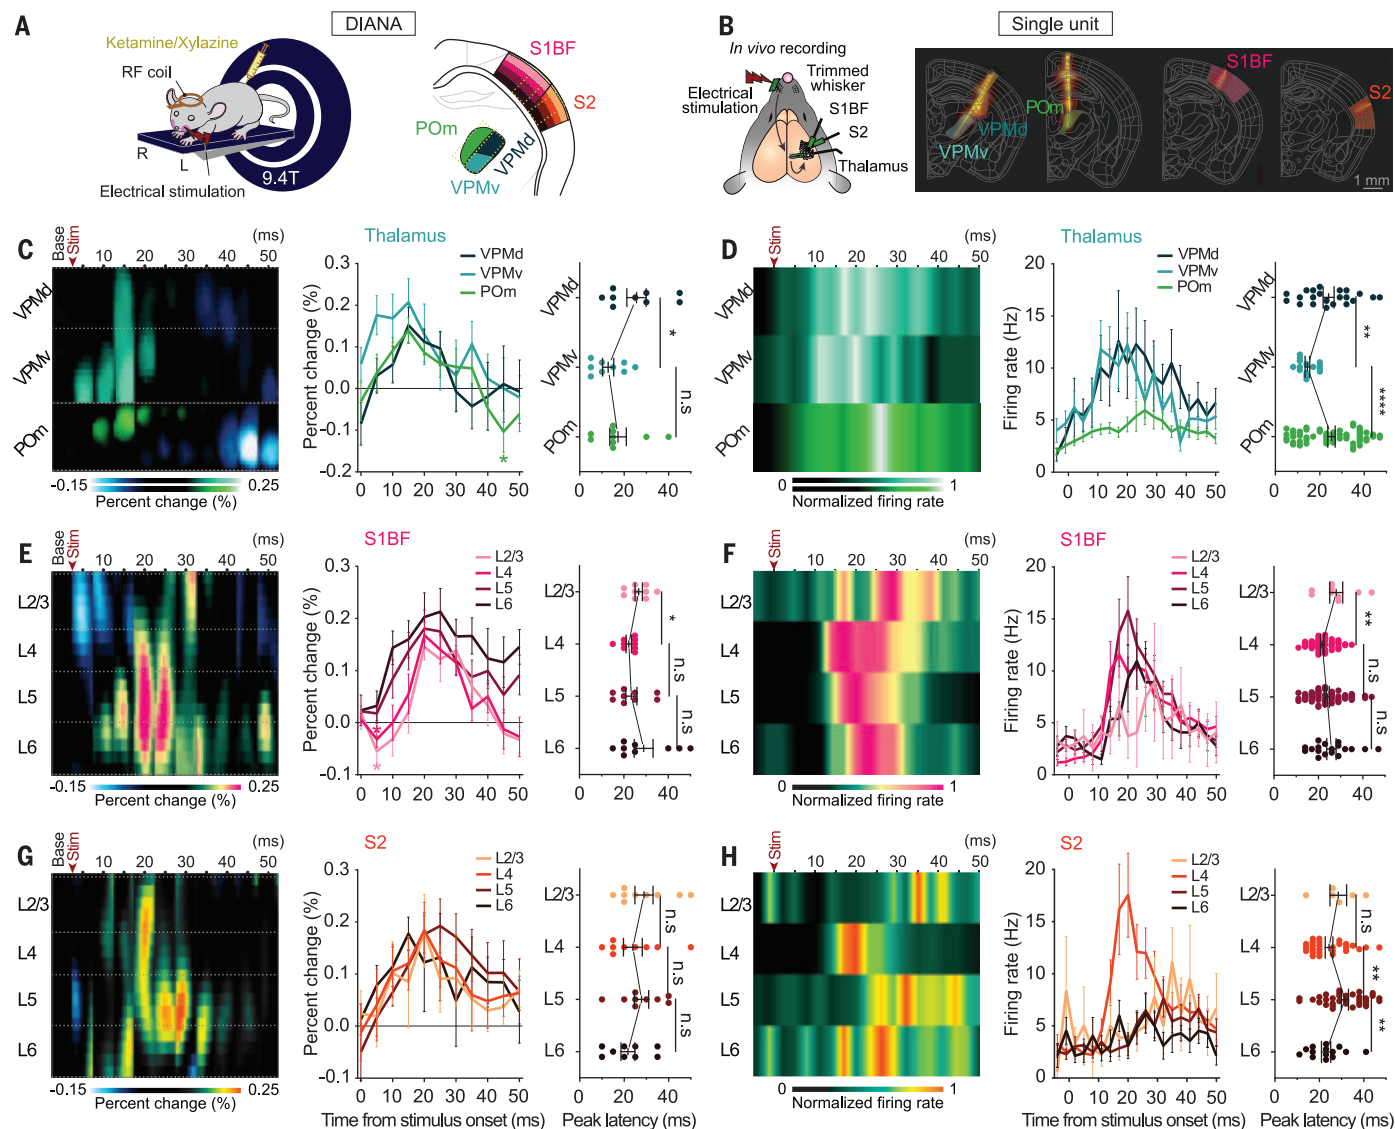 A
DIANA
Ketamine/Xylazine
RF coil
R
L
9.4T
Electrical stimulation
S1BF
S2
POm
VPMd
VPMv
B
Single unit
In vivo recording
Electrical
stimulation
Trimmed
whisker
S1BF
S2
Thalamus
POm
VPMd
VPMv
S1BF
S2
1 mm
C
Base
Stim
(ms)
0 10 20 30 40 50
VPMd
VPMv
POm
-0.15 0.25
Percent change (%)
Thalamus
VPMd
VPMv
POm
Percent change (%)
0.3
0.2
0.1
0.0
−0.1
−0.2
0 10 20 30 40 50
*
VPMd
VPMv
POm
*
n.s
0 20 40
D
Stim
(ms)
0 10 20 30 40 50
VPMd
VPMv
POm
0 1
Normalized firing rate
Thalamus
VPMd
VPMv
POm
Firing rate (Hz)
20
15
10
5
0
0 10 20 30 40 50
VPMd
VPMv
POm
**
****
0 20 40
E
Base
Stim
(ms)
0 10 20 30 40 50
L2/3
L4
L5
L6
-0.15 0.25
Percent change (%)
S1BF
L2/3
L4
L5
L6
Percent change (%)
0.3
0.2
0.1
0.0
−0.1
0 10 20 30 40 50
*
*
L2/3
L4
L5
L6
*
n.s
n.s
0 20 40
F
Stim
(ms)
0 10 20 30 40 50
L2/3
L4
L5
L6
0 1
Normalized firing rate
S1BF
L2/3
L4
L5
L6
Firing rate (Hz)
20
15
10
5
0
0 10 20 30 40 50
L2/3
L4
L5
L6
**
n.s
n.s
0 20 40
G
Base
Stim
(ms)
0 10 20 30 40 50
L2/3
L4
L5
L6
-0.15 0.25
Percent change (%)
S2
L2/3
L4
L5
L6
Percent change (%)
0.3
0.2
0.1
0.0
−0.1
0 10 20 30 40 50
Time from stimulus onset (ms)
L2/3
L4
L5
L6
n.s
n.s
n.s
0 20 40
Peak latency (ms)
H
Stim
(ms)
0 10 20 30 40 50
L2/3
L4
L5
L6
0 1
Normalized firing rate
S2
L2/3
L4
L5
L6
Firing rate (Hz)
20
15
10
5
0
0 10 20 30 40 50
Time from stimulus onset (ms)
L2/3
L4
L5
L6
n.s
**
**
0 20 40
Peak latency (ms)